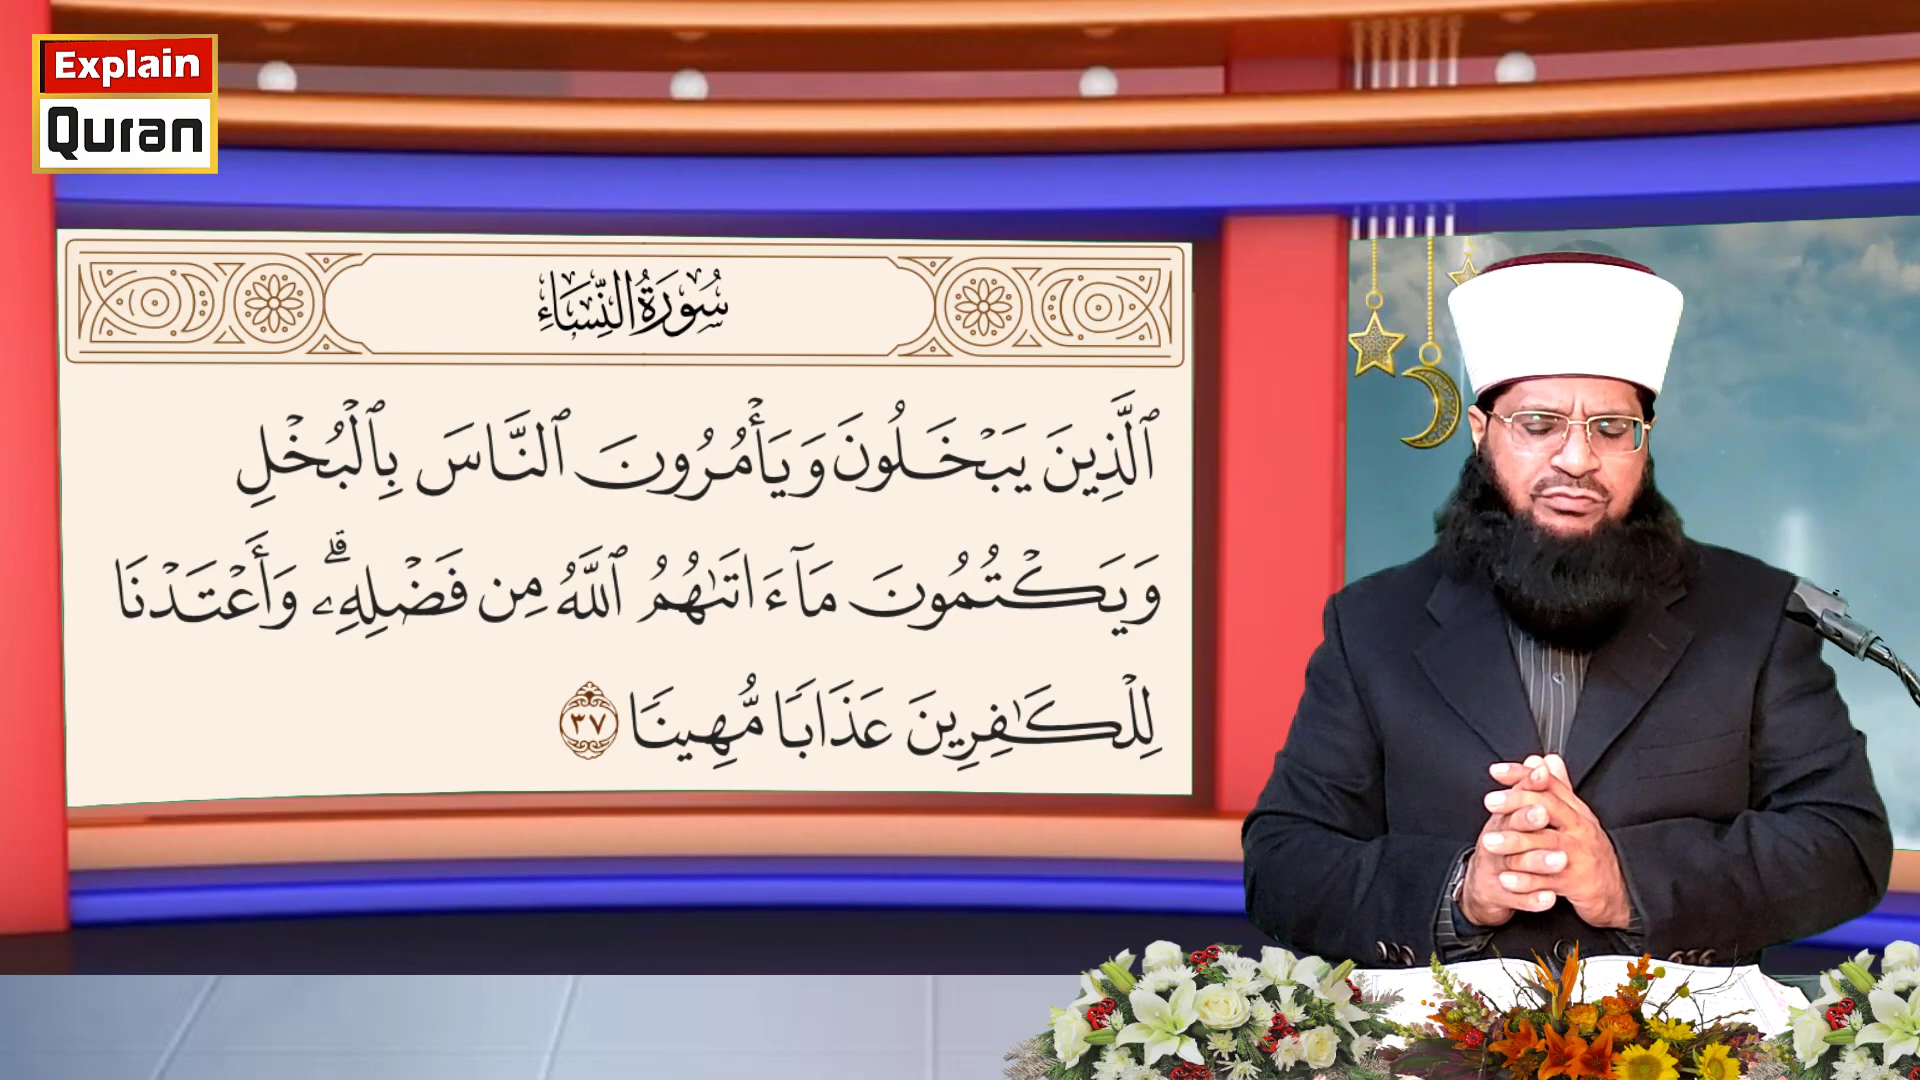 Explain
Quran
سُورَةُ النِّسَاءِ
ٱلَّذِينَ يَبْخَلُونَ وَيَأْمُرُونَ ٱلنَّاسَ بِٱلْبُخْلِ
وَيَكْتُمُونَ مَآ ءَاتَىٰهُمُ ٱللَّهُ مِن فَضْلِهِۦ ۗ وَأَعْتَدْنَا
لِلْكَـٰفِرِينَ عَذَابًا مُّهِينًا ٣٧